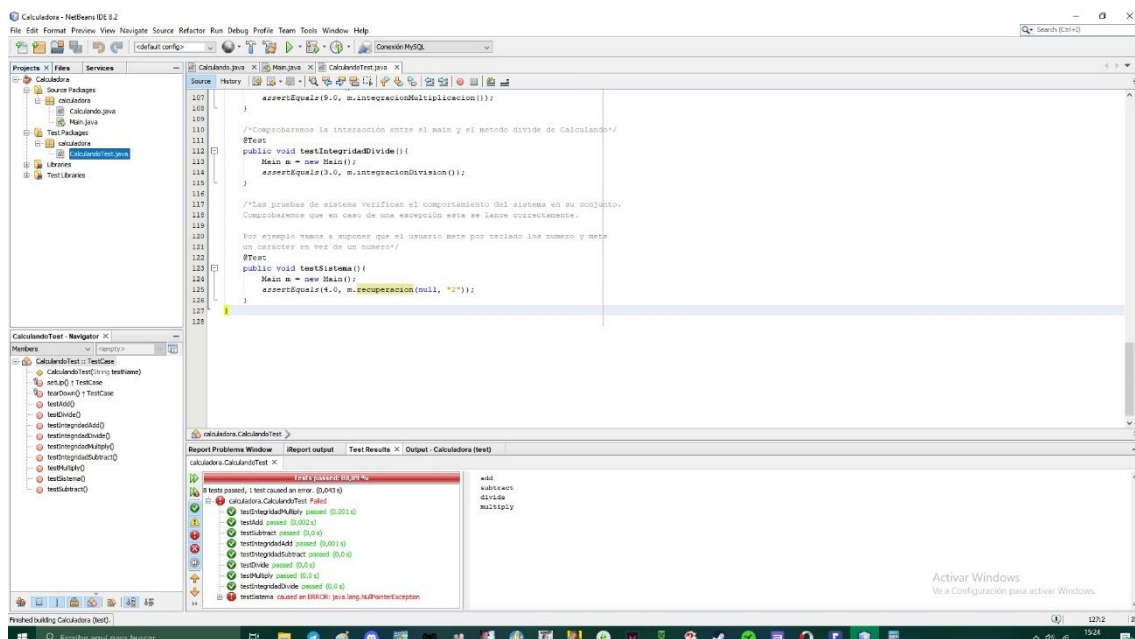 Calculadora - NetBeans IDE 8.2
File Edit Format Preview View Navigate Source Refactor Run Debug Profile Team Tools Window Help
Search (Ctrl+I)
<default config>
Conexión MySQL
Projects Files Services
Calculadora
Source Packages
calculadora
Calculando.java
Main.java
Test Packages
calculadora
CalculandoTest.java
Libraries
Test Libraries
Calculando.java Main.java CalculandoTest.java
Source History
107 assertEquals(9.0, m.integracionMultiplicacion());
108 }
109
110 /*Comprobaremos la interacción entre el main y el metodo divide de Calculando*/
111 @Test
112 public void testIntegridadDivide(){
113 Main m = new Main();
114 assertEquals(3.0, m.integracionDivision());
115 }
116
117 /*Las pruebas de sistema verifican el comportamiento del sistema en su conjunto.
118 Comprobaremos que en caso de una excepción esta se lance correctamente.
119
120 Por ejemplo vamos a suponer que el usuario mete por teclado los numero y mete
121 un caracter en vez de un numero*/
122 @Test
123 public void testSistema(){
124 Main m = new Main();
125 assertEquals(4.0, m.recuperacion(null, "2"));
126 }
127 }
128
calculadora.CalculandoTest
CalculandoTest - Navigator
Members <empty>
CalculandoTest :: TestCase
CalculandoTest(String testName)
setUp() ↑ TestCase
tearDown() ↑ TestCase
testAdd()
testDivide()
testIntegridadAdd()
testIntegridadDivide()
testIntegridadMultiply()
testIntegridadSubtract()
testMultiply()
testSistema()
testSubtract()
Report Problems Window iReport output Test Results Output - Calculadora (test)
calculadora.CalculandoTest
Tests passed: 88,89 %
8 tests passed, 1 test caused an error. (0,043 s)
calculadora.CalculandoTest Failed
testIntegridadMultiply passed (0,001 s)
testAdd passed (0,002 s)
testSubtract passed (0,0 s)
testIntegridadAdd passed (0,001 s)
testIntegridadSubtract passed (0,0 s)
testDivide passed (0,0 s)
testMultiply passed (0,0 s)
testIntegridadDivide passed (0,0 s)
testSistema caused an ERROR: java.lang.NullPointerException
add
subtract
divide
multiply
Activar Windows
Ve a Configuración para activar Windows.
Finished building Calculadora (test).
127:2
Escribe aquí para buscar
15:24